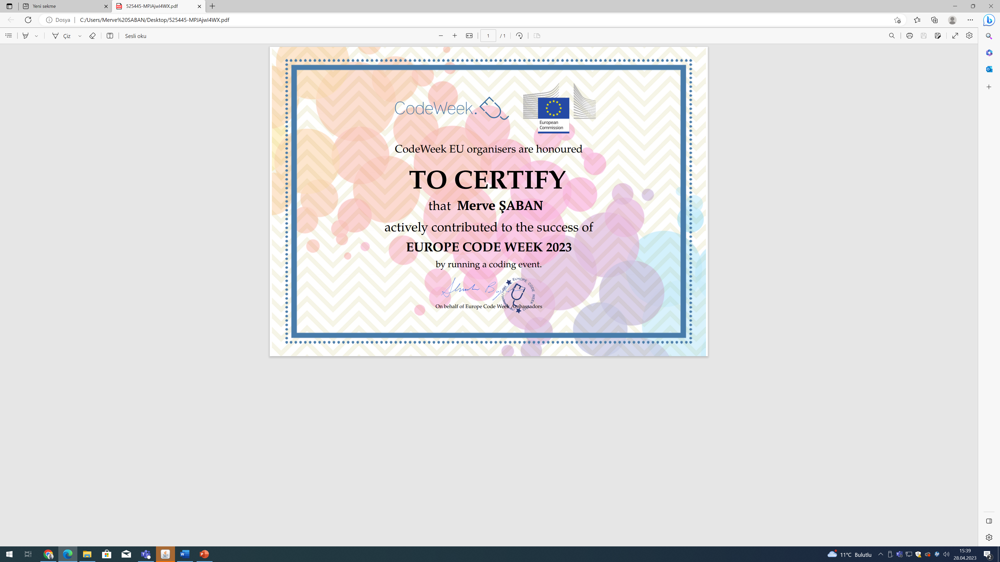 Yeni sekme
525445-MPJAjwI4WX.pdf
Dosya
C:/Users/Merve%20SABAN/Desktop/525445-MPJAjwI4WX.pdf
Çiz
Sesli oku
1 / 1
CodeWeek.
European
Commission
CodeWeek EU organisers are honoured
TO CERTIFY
that Merve ŞABAN
actively contributed to the success of
EUROPE CODE WEEK 2023
by running a coding event.
EUROPE CODE WEEK
On behalf of Europe Code Week Ambassadors
11°C Bulutlu
15:39
28.04.2023
2